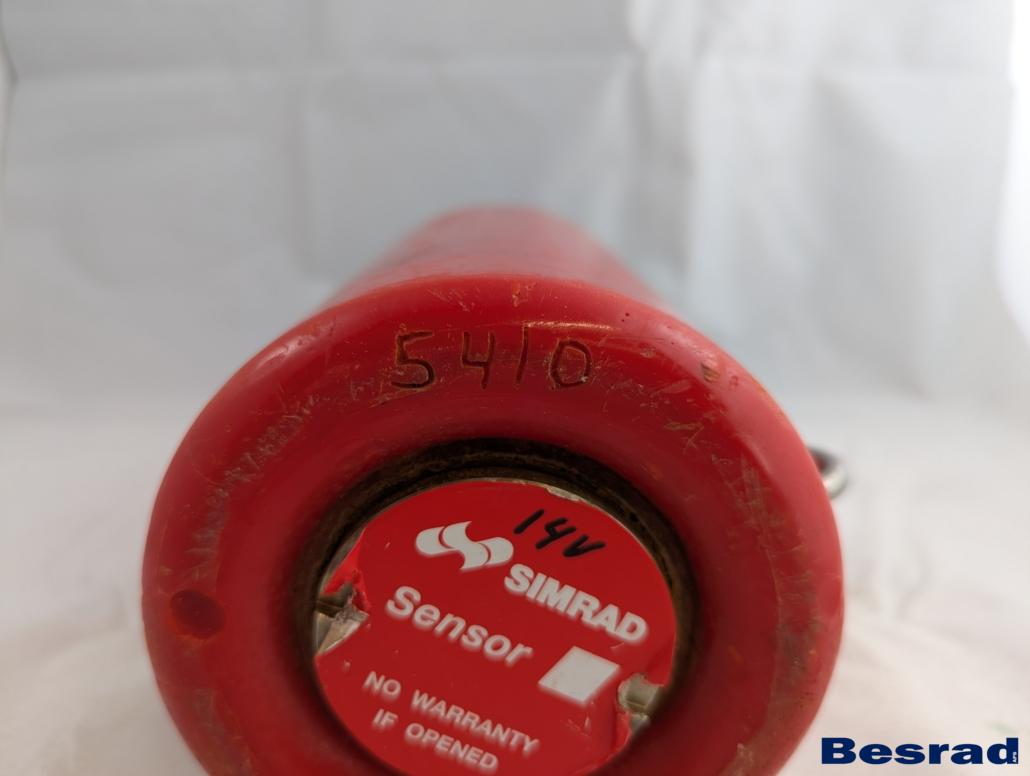 5410
14V
SIMRAD
Sensor
NO WARRANTY
IF OPENED
Besrad